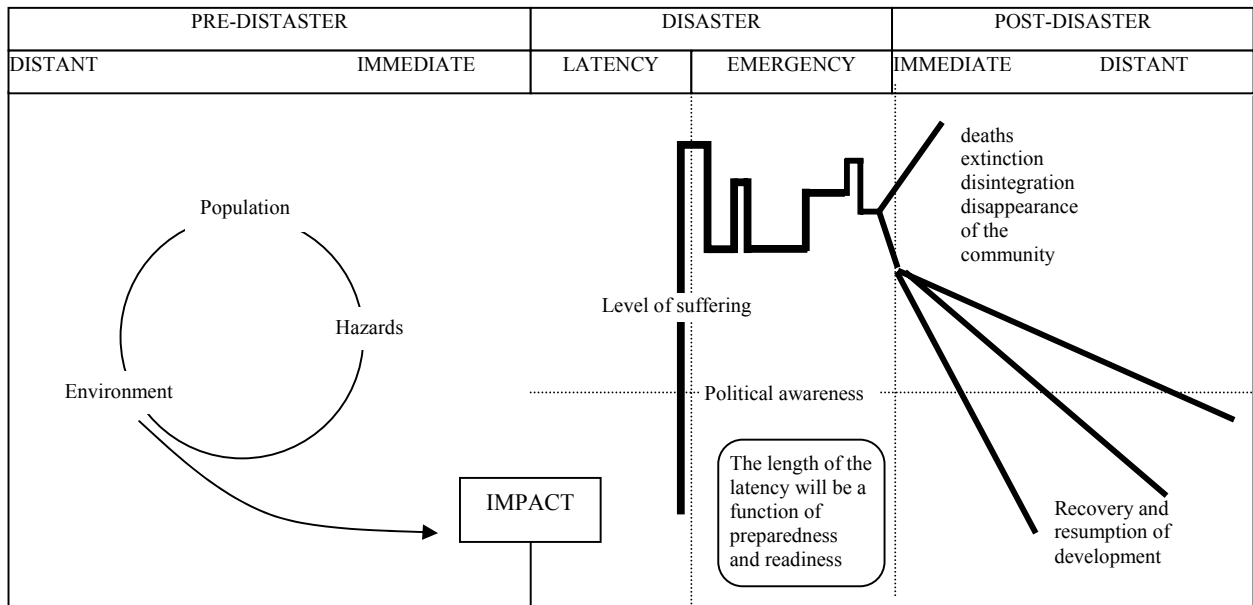 PRE-DISTASTER
DISASTER
POST-DISASTER
DISTANT
IMMEDIATE
LATENCY
EMERGENCY
IMMEDIATE
DISTANT
Population
Hazards
Environment
IMPACT
Level of suffering
Political awareness
The length of the
latency will be a
function of
preparedness
and readiness
deaths
extinction
disintegration
disappearance
of the
community
Recovery and
resumption of
development